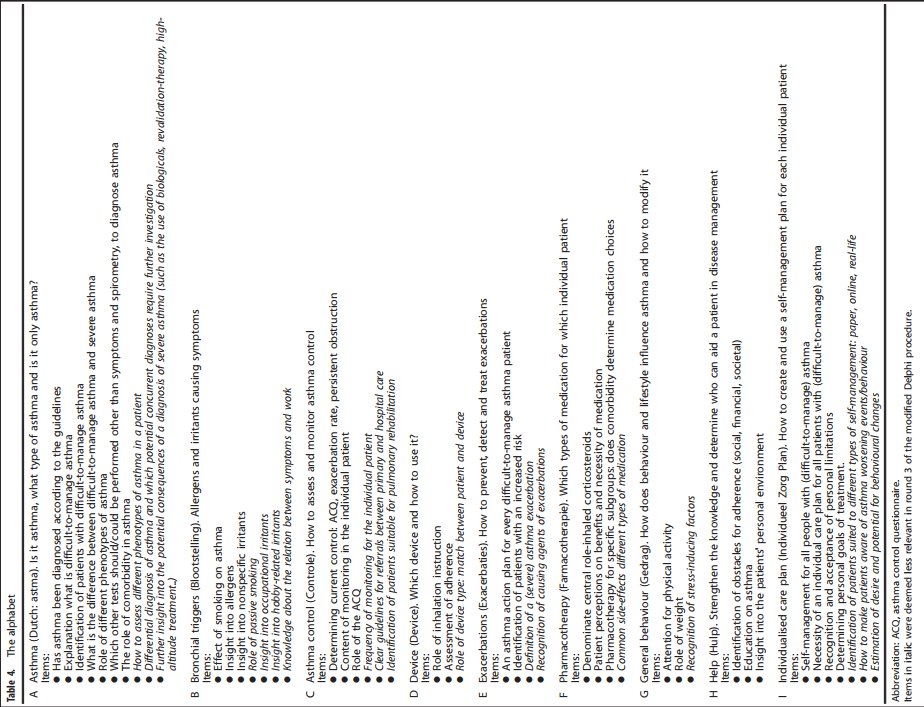 Table 4. The alphabet
A Asthma (Dutch: astma). Is it asthma, what type of asthma and is it only asthma?
Items:
● Has asthma been diagnosed according to the guidelines
● Explanation what is difficult-to-manage asthma
● Identification of patients with difficult-to-manage asthma
● What is the difference between difficult-to-manage asthma and severe asthma
● Role of different phenotypes of asthma
● Which other tests should/could be performed other than symptoms and spirometry, to diagnose asthma
● The role of comorbidity in asthma
● How to assess different phenotypes of asthma in a patient
● Differential diagnosis of asthma and which potential concurrent diagnoses require further investigation
● Further insight into the potential consequences of a diagnosis of severe asthma (such as the use of biologicals, revalidation-therapy, high-
altitude treatment.)
B Bronchial triggers (Blootstelling). Allergens and irritants causing symptoms
Items:
● Effect of smoking on asthma
● Insight into allergens
● Insight into nonspecific irritants
● Role of passive smoking
● Insight into occupational irritants
● Insight into hobby-related irritants
● Knowledge about the relation between symptoms and work
C Asthma control (Controle). How to assess and monitor asthma control
Items:
● Determining current control: ACQ, exacerbation rate, persistent obstruction
● Content of monitoring in the individual patient
● Role of the ACQ
● Frequency of monitoring for the individual patient
● Clear guidelines for referrals between primary and hospital care
● Identification of patients suitable for pulmonary rehabilitation
D Device (Device). Which device and how to use it?
Items:
● Role of inhalation instruction
● Assessment of adherence
● Role of device type: match between patient and device
E Exacerbations (Exacerbaties). How to prevent, detect and treat exacerbations
Items:
● An asthma action plan for every difficult-to-manage asthma patient
● Identification of patients with an increased risk
● Definition of a (severe) asthma exacerbation
● Recognition of causing agents of exacerbations
F Pharmacotherapy (Farmacotherapie). Which types of medication for which individual patient
Items:
● Dominate central role-inhaled corticosteroids
● Patient perceptions on benefits and necessity of medication
● Pharmacotherapy for specific subgroups: does comorbidity determine medication choices
● Common side-effects different types of medication
G General behaviour (Gedrag). How does behaviour and lifestyle influence asthma and how to modify it
Items:
● Attention for physical activity
● Role of weight
● Recognition of stress-inducing factors
H Help (Hulp). Strengthen the knowledge and determine who can aid a patient in disease management
Items:
● Identification of obstacles for adherence (social, financial, societal)
● Education on asthma
● Insight into the patients' personal environment
I Individualised care plan (Individueel Zorg Plan). How to create and use a self-management plan for each individual patient
Items:
● Self-management for all people with (difficult-to-manage) asthma
● Necessity of an individual care plan for all patients with (difficult-to-manage) asthma
● Recognition and acceptance of personal limitations
● Determining personal goals of treatment.
● Identification of patients suited to different types of self-management: paper, online, real-life
● How to make patients aware of asthma worsening events/behaviour
● Estimation of desire and potential for behavioural changes
Abbreviation: ACQ, asthma control questionnaire.
Items in italic were deemed less relevant in round 3 of the modified Delphi procedure.